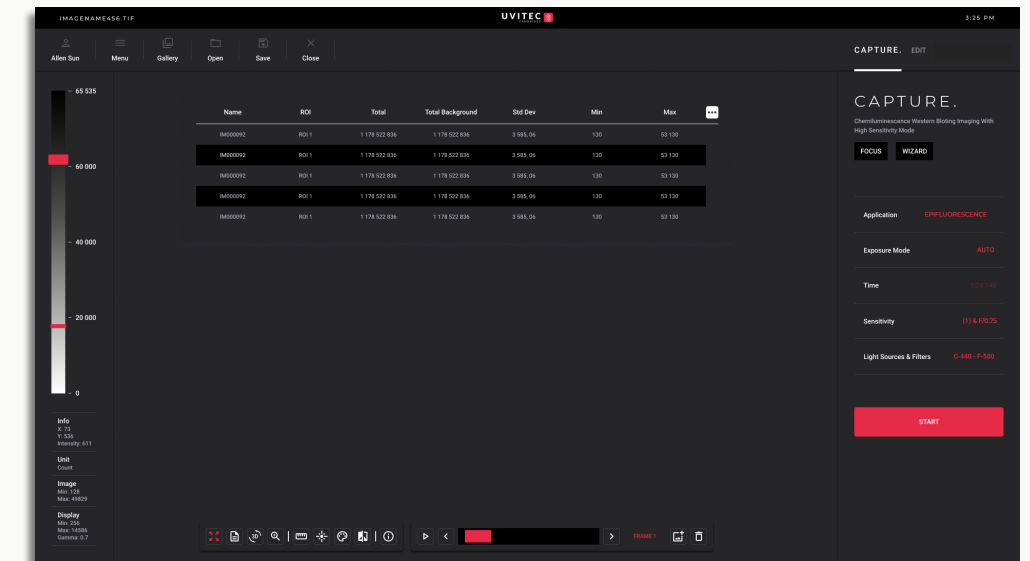 IMAGENAME456.TIF
UVITEC
CAMBRIDGE
3:25 PM
Allen Sun
Menu
Gallery
Open
Save
Close
CAPTURE. EDIT
65 535
60 000
40 000
20 000
0
Name ROI Total Total Background Std Dev Min Max
IM000092 ROI 1 1 178 522 836 1 178 522 836 3 585, 06 130 53 130
IM000092 ROI 1 1 178 522 836 1 178 522 836 3 585, 06 130 53 130
IM000092 ROI 1 1 178 522 836 1 178 522 836 3 585, 06 130 53 130
IM000092 ROI 1 1 178 522 836 1 178 522 836 3 585, 06 130 53 130
IM000092 ROI 1 1 178 522 836 1 178 522 836 3 585, 06 130 53 130
CAPTURE.
Chemiluminescence Western Bloting Imaging With
High Sensitivity Mode
FOCUS WIZARD
Application EPIFLUORESCENCE
Exposure Mode AUTO
Time
Sensitivity (1) & F/0.75
Light Sources & Filters C-440 - F-500
START
Info
X: 73
Y: 536
Intensity: 611
Unit
Count
Image
Min: 128
Max: 49829
Display
Min: 256
Max: 14586
Gamma: 0.7
3D
FRAME 1